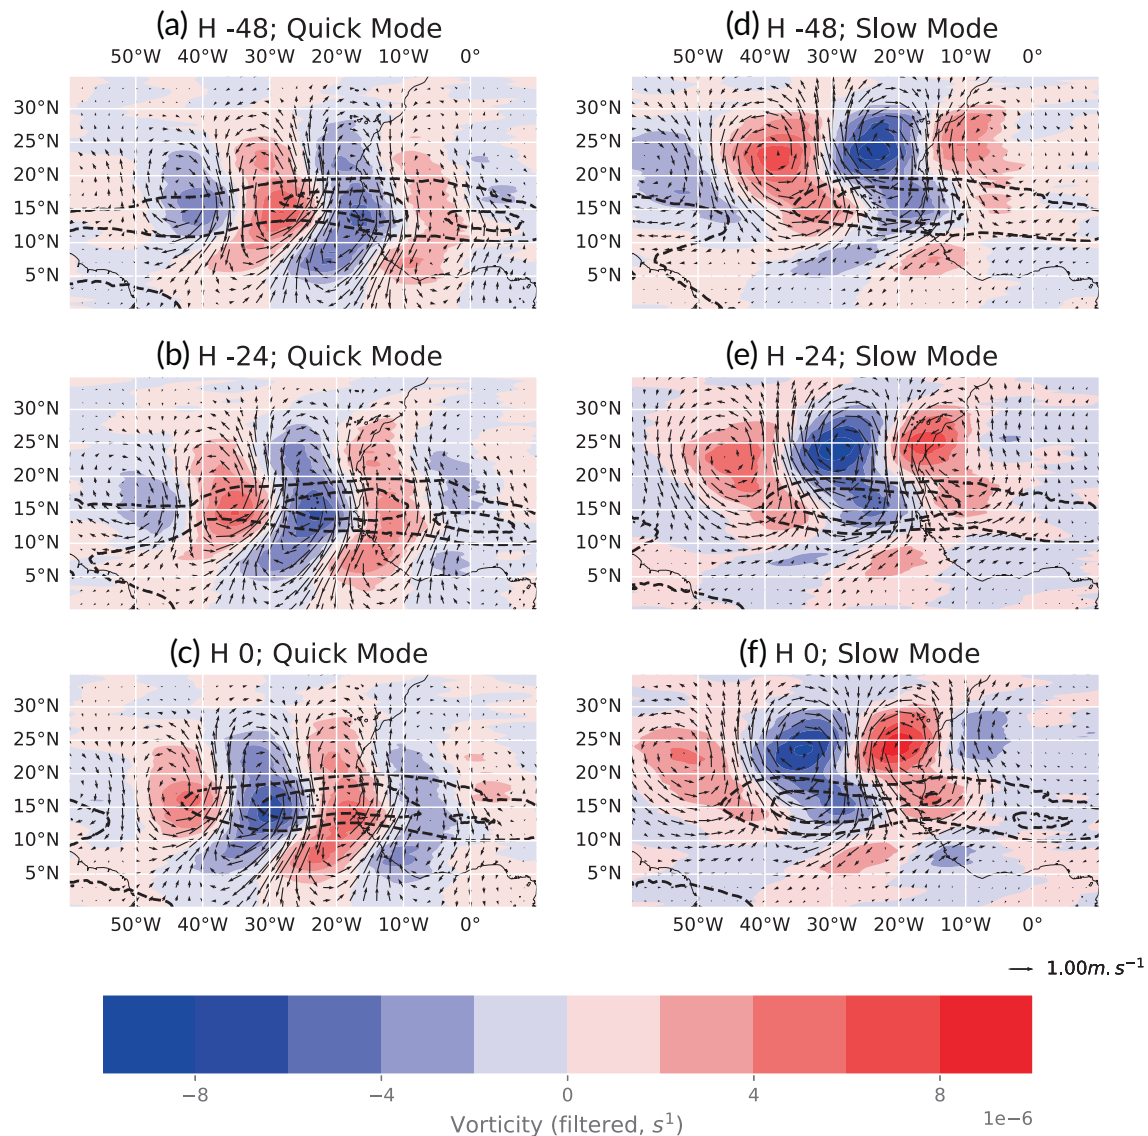 (a) H -48; Quick Mode
(d) H -48; Slow Mode
50°W 40°W 30°W 20°W 10°W 0°
50°W 40°W 30°W 20°W 10°W 0°
30°N
25°N
20°N
15°N
10°N
5°N
30°N
25°N
20°N
15°N
10°N
5°N
(b) H -24; Quick Mode
(e) H -24; Slow Mode
30°N
25°N
20°N
15°N
10°N
5°N
30°N
25°N
20°N
15°N
10°N
5°N
(c) H 0; Quick Mode
(f) H 0; Slow Mode
30°N
25°N
20°N
15°N
10°N
5°N
30°N
25°N
20°N
15°N
10°N
5°N
50°W 40°W 30°W 20°W 10°W 0°
50°W 40°W 30°W 20°W 10°W 0°
1.00m.s⁻¹
−8 −4 0 4 8
Vorticity (filtered, s¹)
1e−6